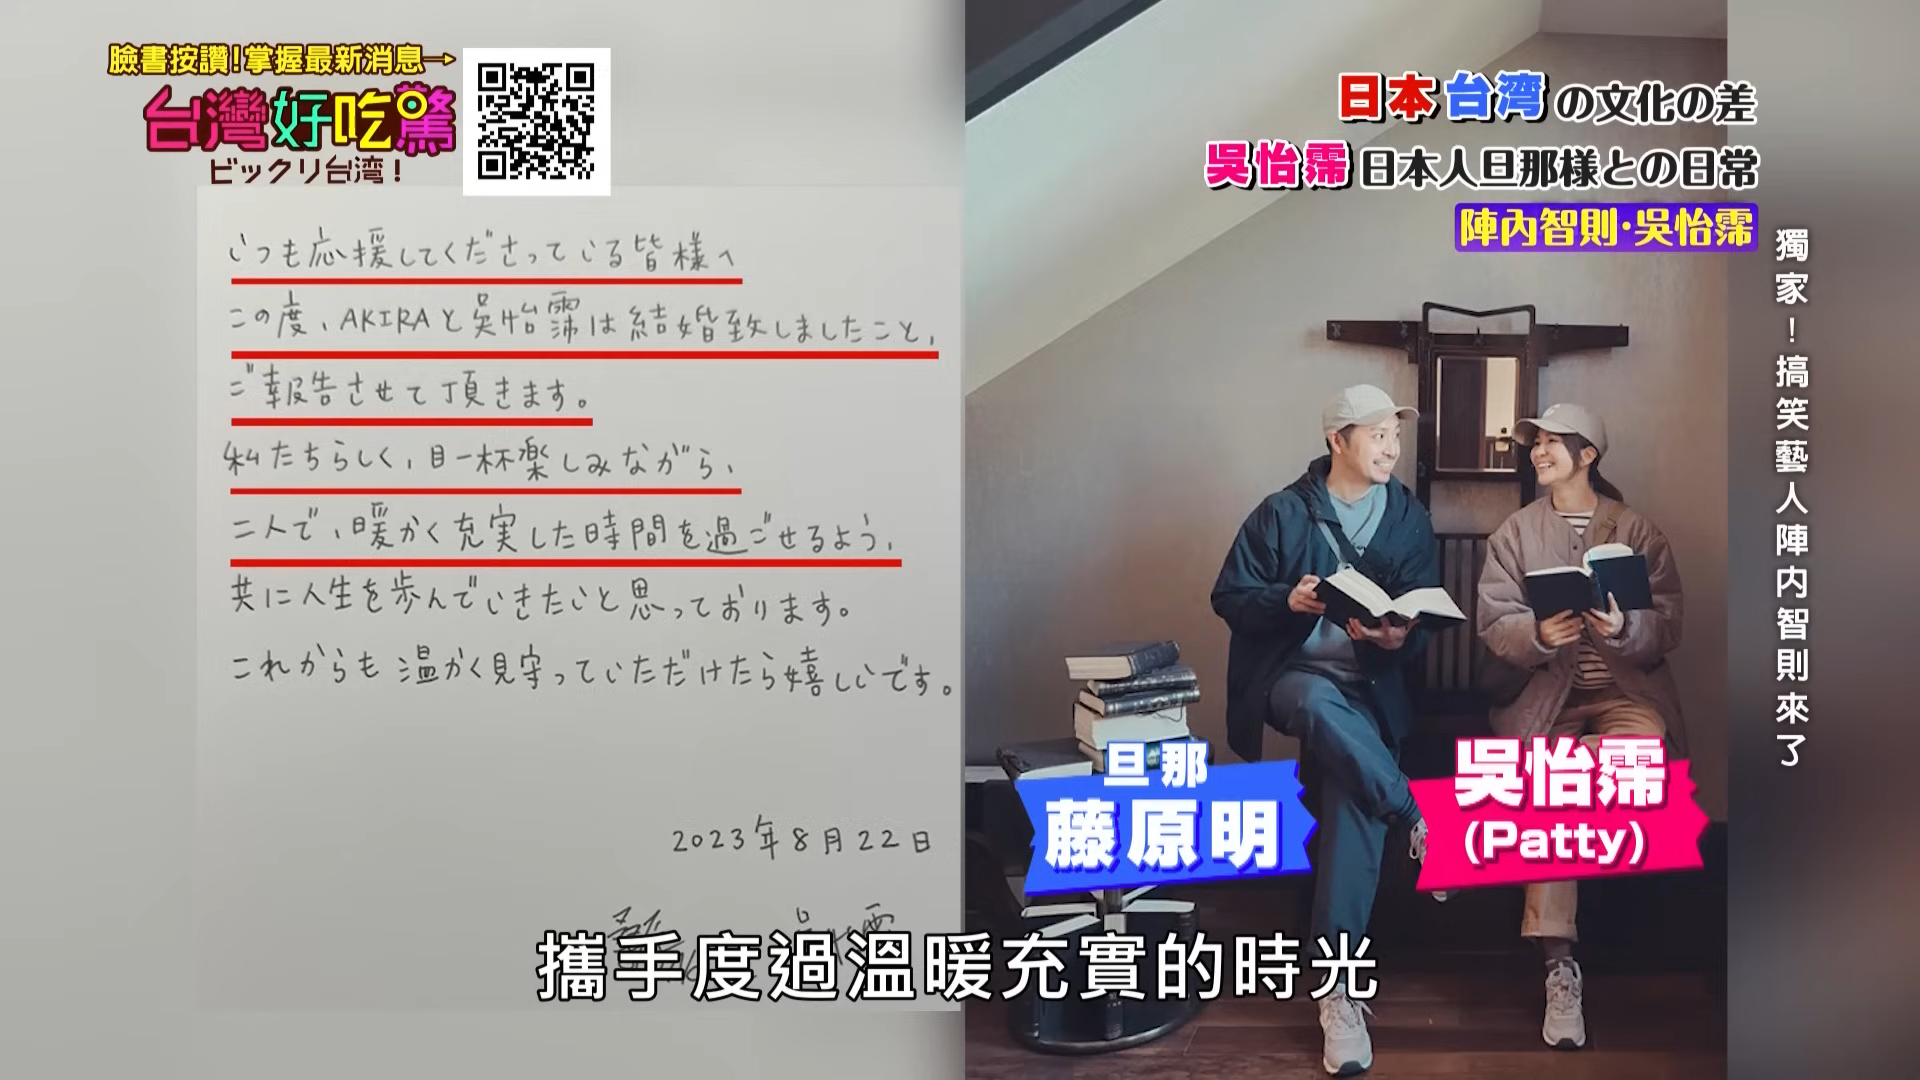 臉書按讚!掌握最新消息→
台灣好吃驚
ビックリ台湾!
いつも応援してくださっている皆様へ
この度、AKIRAと吳怡霈は結婚致しましたこと、
ご報告させて頂きます。
私たちらしく、目一杯楽しみながら、
二人で、暖かく充実した時間を過ごせるよう、
共に人生を歩んでいきたいと思っております。
これからも温かく見守っていただけたら嬉しいです。
2023年8月22日
日本台湾の文化の差
吳怡霈日本人旦那様との日常
陣內智則·吳怡霈
獨家!搞笑藝人陣內智則來了
旦那
藤原明
吳怡霈
(Patty)
攜手度過溫暖充實的時光